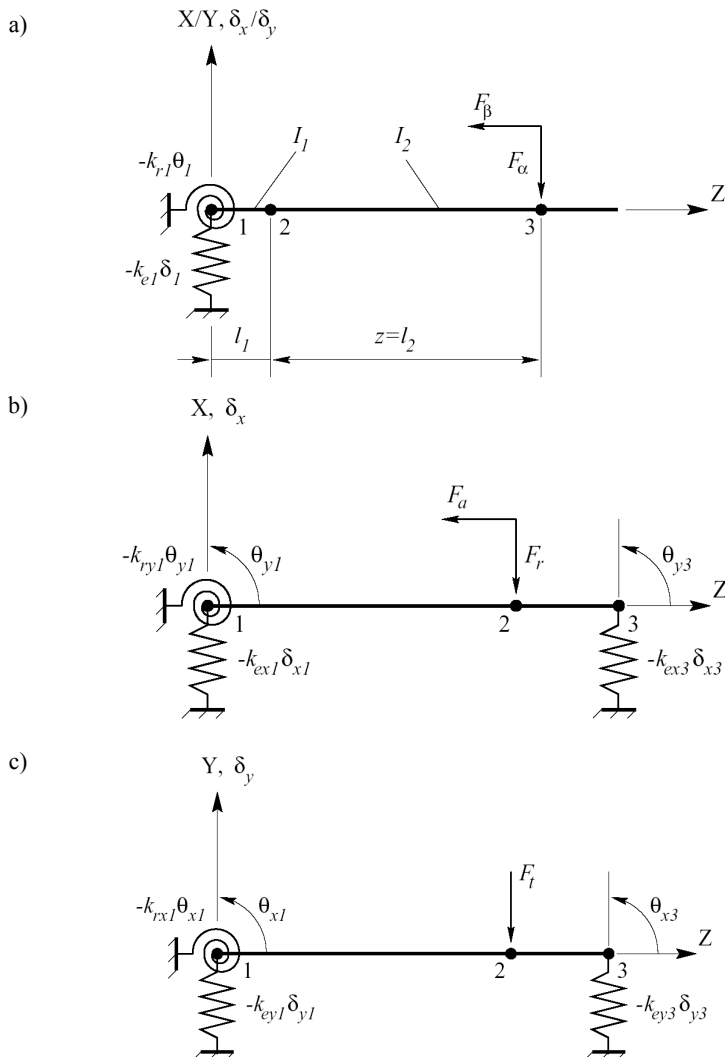 a)
X/Y, δx/δy
Fβ
I1 I2
Fα
-kr1θ1
Z
1 2 3
-ke1δ1
l1 z=l2
b)
X, δx
Fa
-kry1θy1 θy1 Fr θy3
Z
1 2 3
-kex1δx1 -kex3δx3
c)
Y, δy
Ft
-krx1θx1 θx1 θx3
Z
1 2 3
-key1δy1 -key3δy3